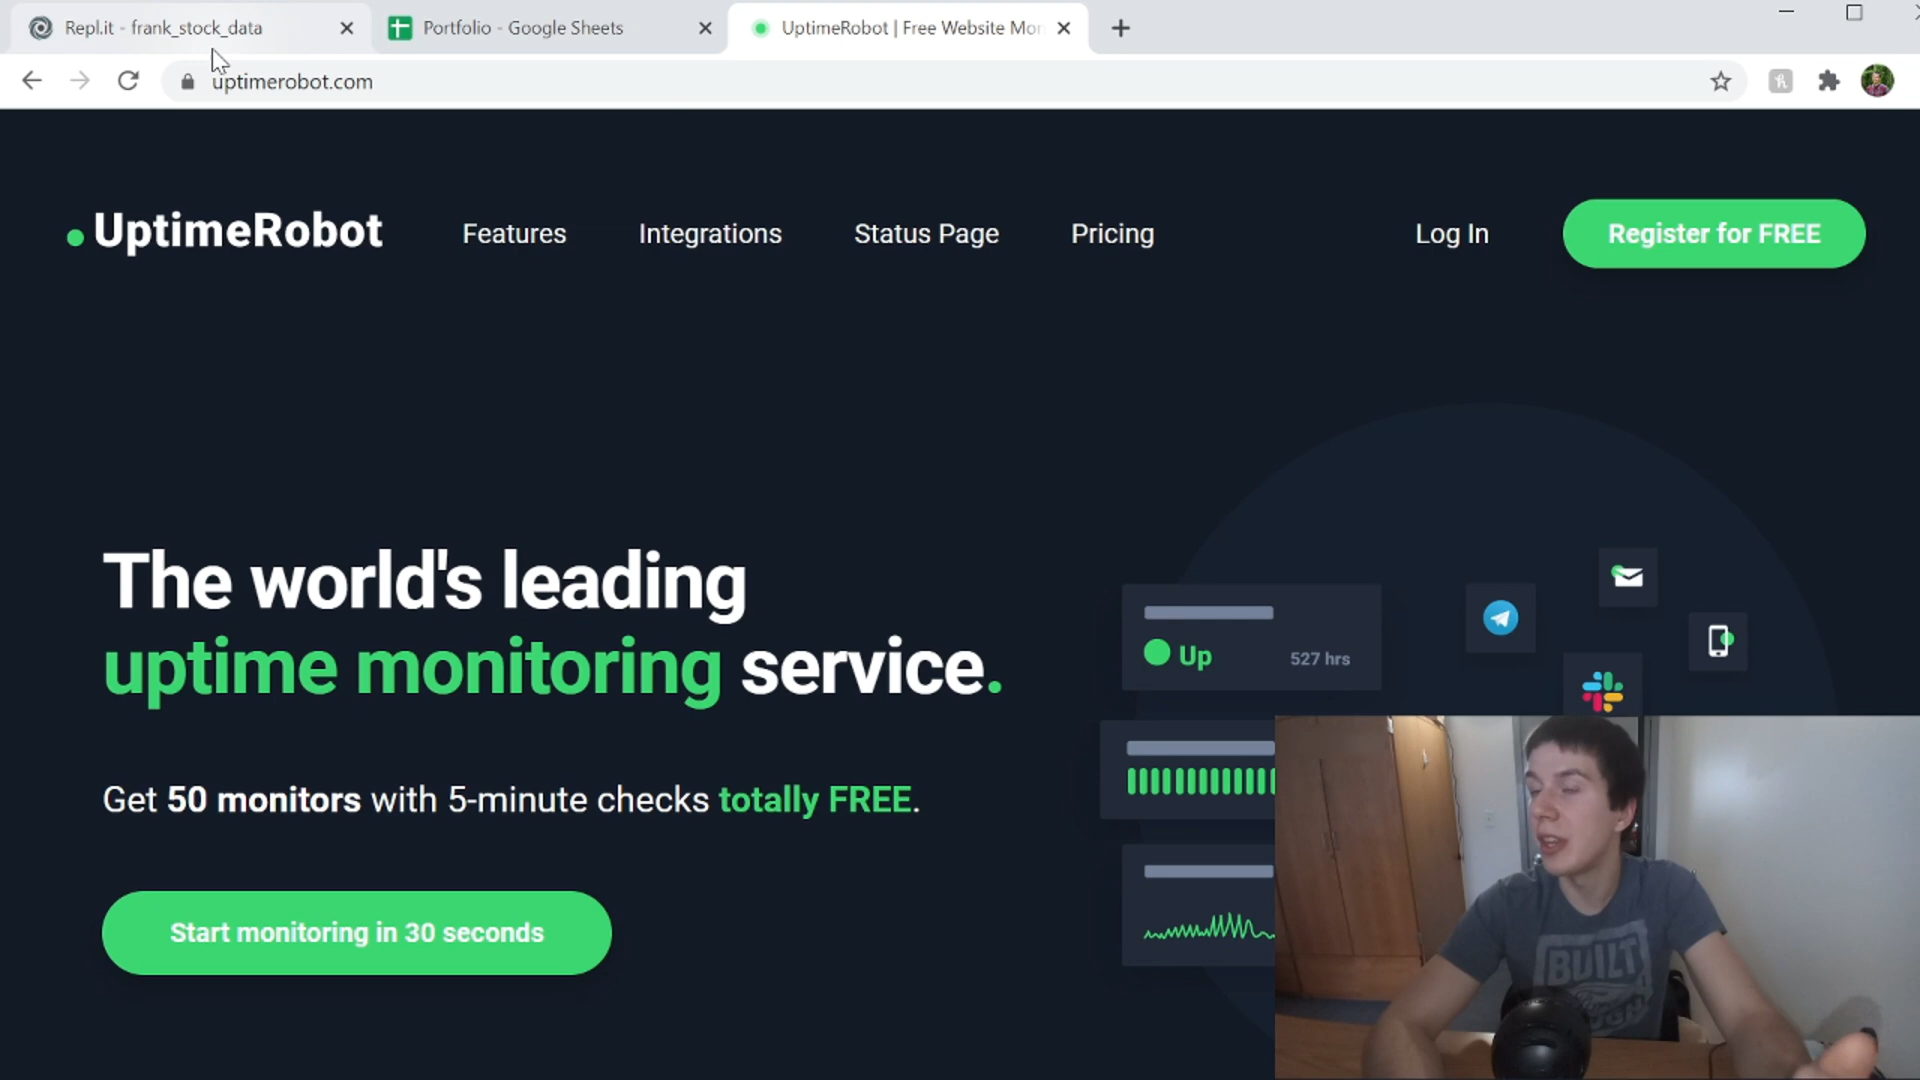 Repl.it - frank_stock_data
Portfolio - Google Sheets
UptimeRobot | Free Website Mon
uptimerobot.com
UptimeRobot
Features
Integrations
Status Page
Pricing
Log In
Register for FREE
The world's leading
uptime monitoring service.
Get 50 monitors with 5-minute checks totally FREE.
Start monitoring in 30 seconds
Up
527 hrs
BUILT